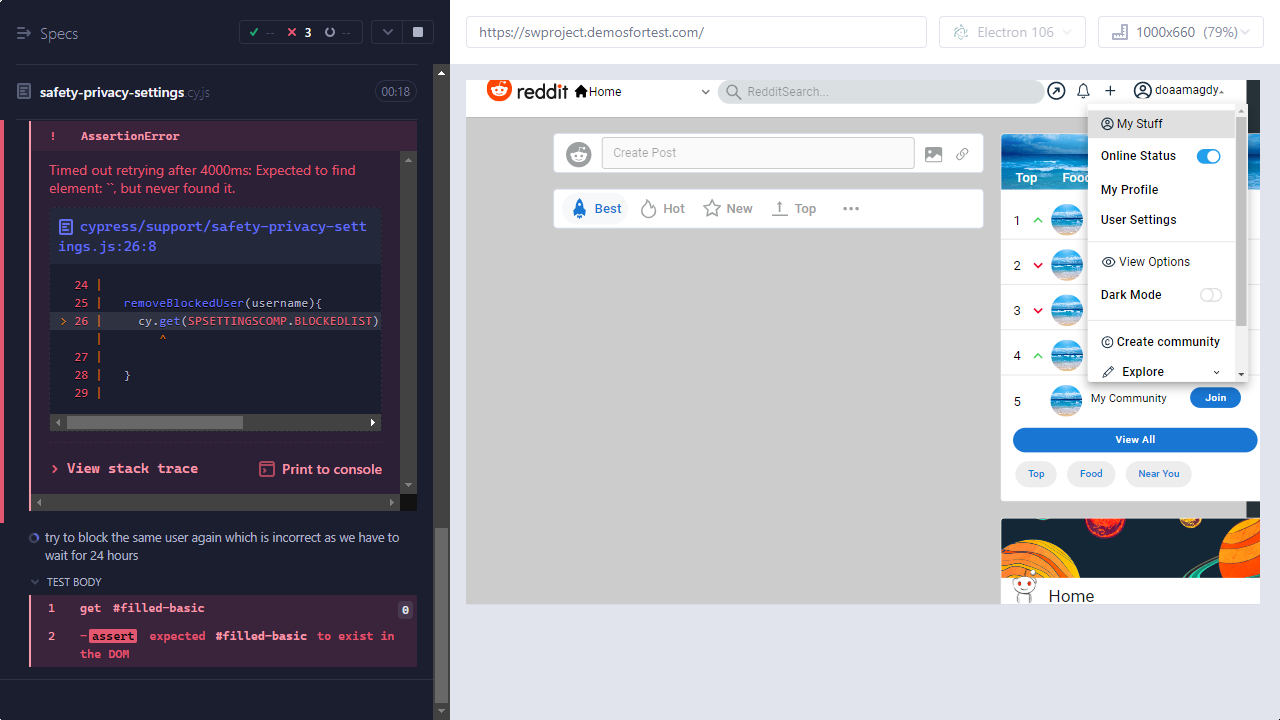 Specs
-- 3 --
safety-privacy-settings.cy.js 00:18
! AssertionError
Timed out retrying after 4000ms: Expected to find
element: ``, but never found it.
cypress/support/safety-privacy-sett
ings.js:26:8
24 |
25 | removeBlockedUser(username){
> 26 | cy.get(SPSETTINGSCOMP.BLOCKEDLIST)
| ^
27 |
28 | }
29 |
> View stack trace
Print to console
try to block the same user again which is incorrect as we have to
wait for 24 hours
TEST BODY
1 get #filled-basic 0
2 -assert expected #filled-basic to exist in
the DOM
https://swproject.demosfortest.com/
Electron 106
1000x660 (79%)
reddit
Home
RedditSearch...
doaamagdy
Create Post
Best
Hot
New
Top
My Stuff
Online Status
My Profile
User Settings
View Options
Dark Mode
Create community
Explore
Top
Food
1
2
3
4
5
My Community
Join
View All
Top
Food
Near You
Home